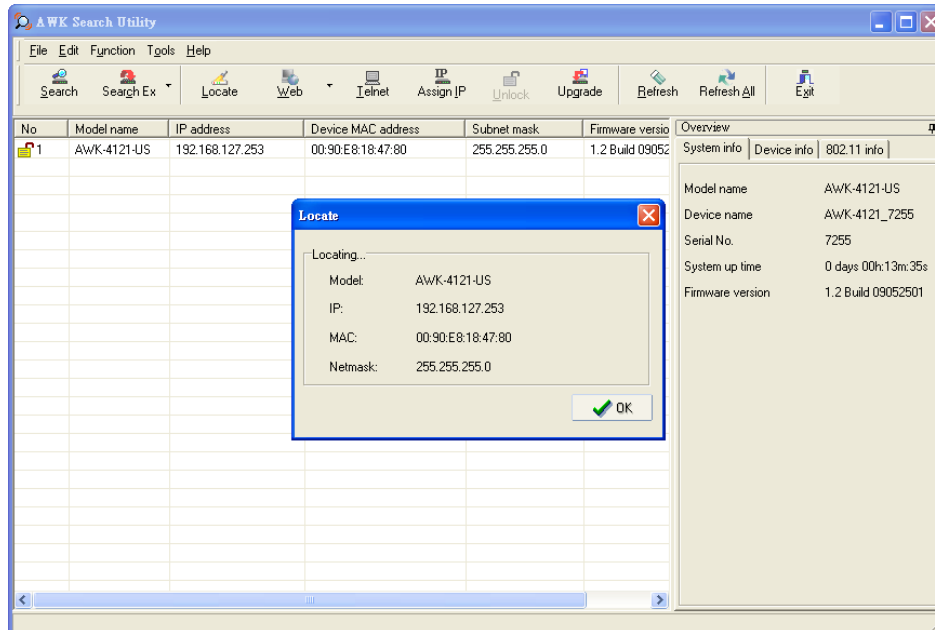 AWK Search Utility
File Edit Function Tools Help
Search Search Ex Locate Web Telnet Assign IP Unlock Upgrade Refresh Refresh All Exit
No Model name IP address Device MAC address Subnet mask Firmware versio
1 AWK-4121-US 192.168.127.253 00:90:E8:18:47:80 255.255.255.0 1.2 Build 09052
Locate
Locating...
Model: AWK-4121-US
IP: 192.168.127.253
MAC: 00:90:E8:18:47:80
Netmask: 255.255.255.0
OK
Overview
System info Device info 802.11 info
Model name AWK-4121-US
Device name AWK-4121_7255
Serial No. 7255
System up time 0 days 00h:13m:35s
Firmware version 1.2 Build 09052501